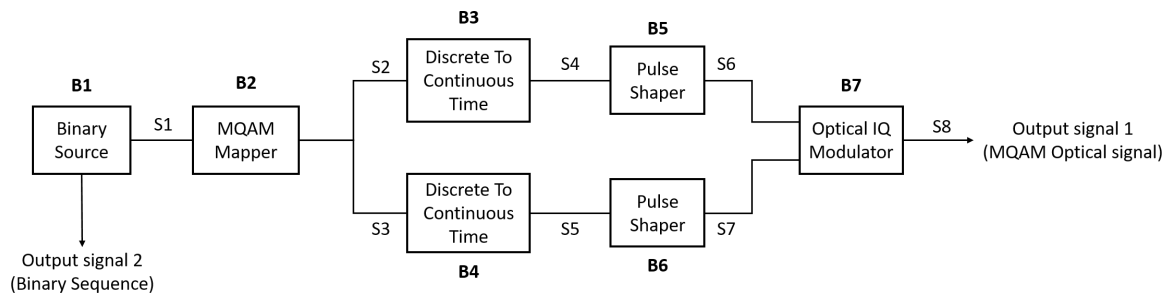 B1
Binary
Source
S1
B2
MQAM
Mapper
S2
S3
B3
Discrete To
Continuous
Time
S4
B5
Pulse
Shaper
S6
Discrete To
Continuous
Time
B4
S5
Pulse
Shaper
B6
S7
B7
Optical IQ
Modulator
S8
Output signal 1
(MQAM Optical signal)
Output signal 2
(Binary Sequence)